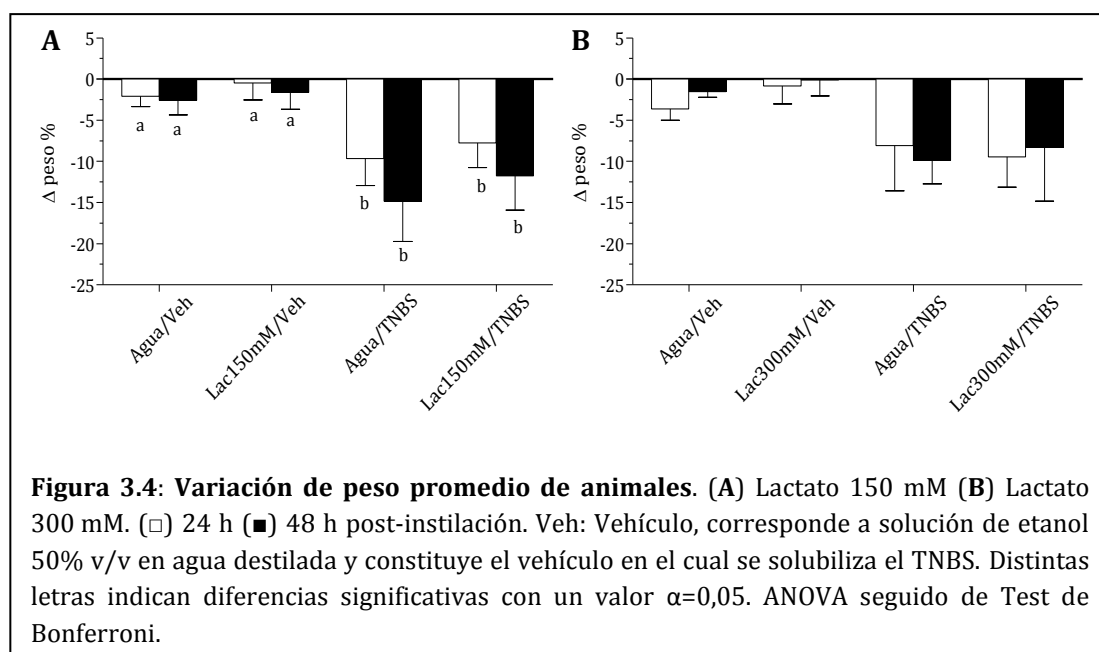 A
B
5
0
-5
-10
-15
-20
-25
Δ peso %
a
a
a
a
b
b
b
b
Agua/Veh
Lac150mM/Veh
Agua/TNBS
Lac150mM/TNBS
5
0
-5
-10
-15
-20
-25
Δ peso %
Agua/Veh
Lac300mM/Veh
Agua/TNBS
Lac300mM/TNBS
Figura 3.4: Variación de peso promedio de animales. (A) Lactato 150 mM (B) Lactato
300 mM. (□) 24 h (■) 48 h post-instilación. Veh: Vehículo, corresponde a solución de etanol
50% v/v en agua destilada y constituye el vehículo en el cual se solubiliza el TNBS. Distintas
letras indican diferencias significativas con un valor α=0,05. ANOVA seguido de Test de
Bonferroni.